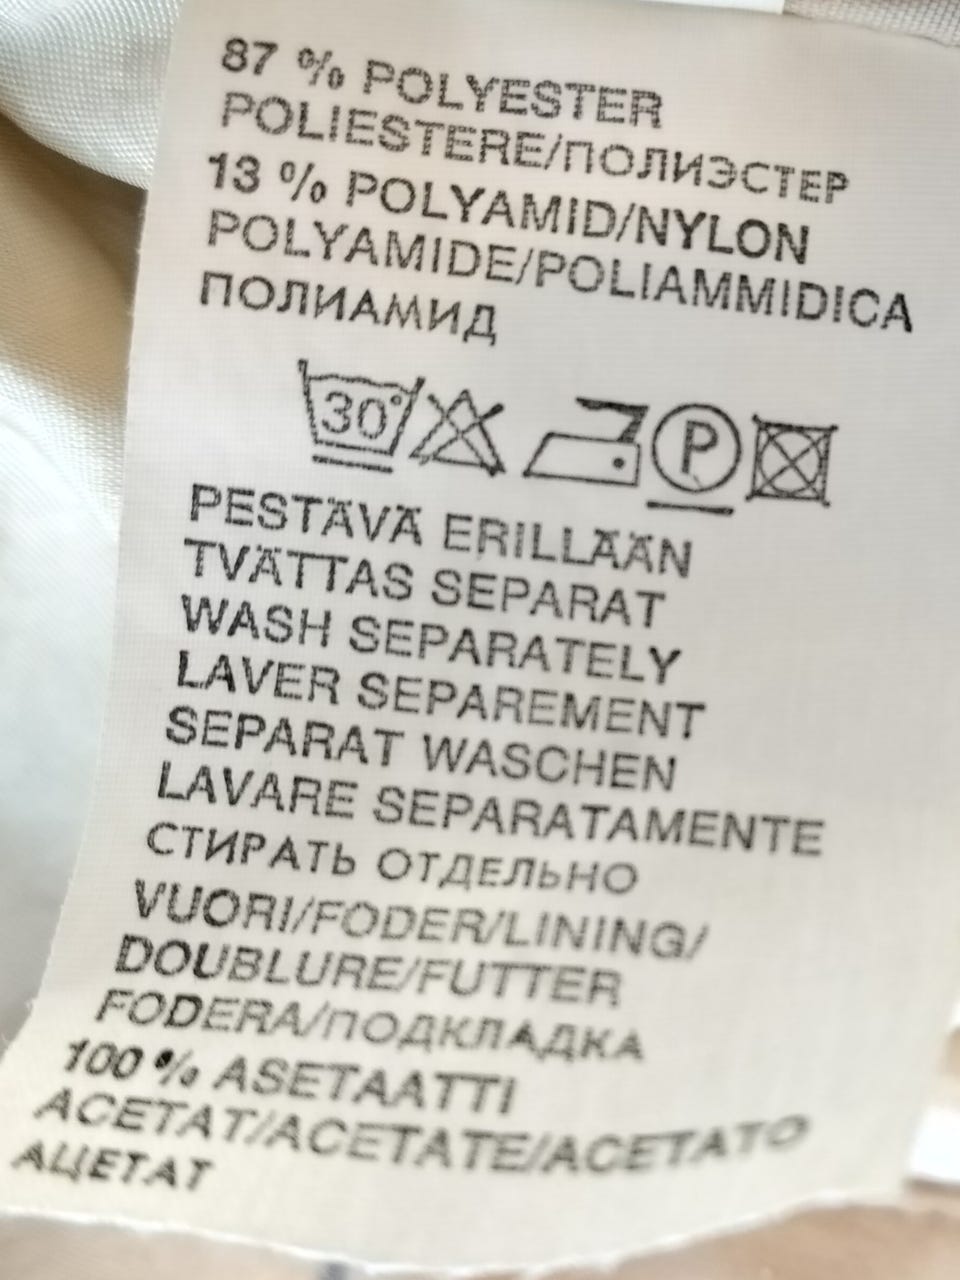 87 % POLYESTER
POLIESTERE/ПОЛИЭСТЕР
13 % POLYAMID/NYLON
POLYAMIDE/POLIAMMIDICA
ПОЛИАМИД
30° P
PESTÄVÄ ERILLÄÄN
TVÄTTAS SEPARAT
WASH SEPARATELY
LAVER SEPAREMENT
SEPARAT WASCHEN
LAVARE SEPARATAMENTE
СТИРАТЬ ОТДЕЛЬНО
VUORI/FODER/LINING/
DOUBLURE/FUTTER
FODERA/ПОДКЛАДКА
100 % ASETAATTI
ACETAT/ACETATE/ACETATO
АЦЕТАТ